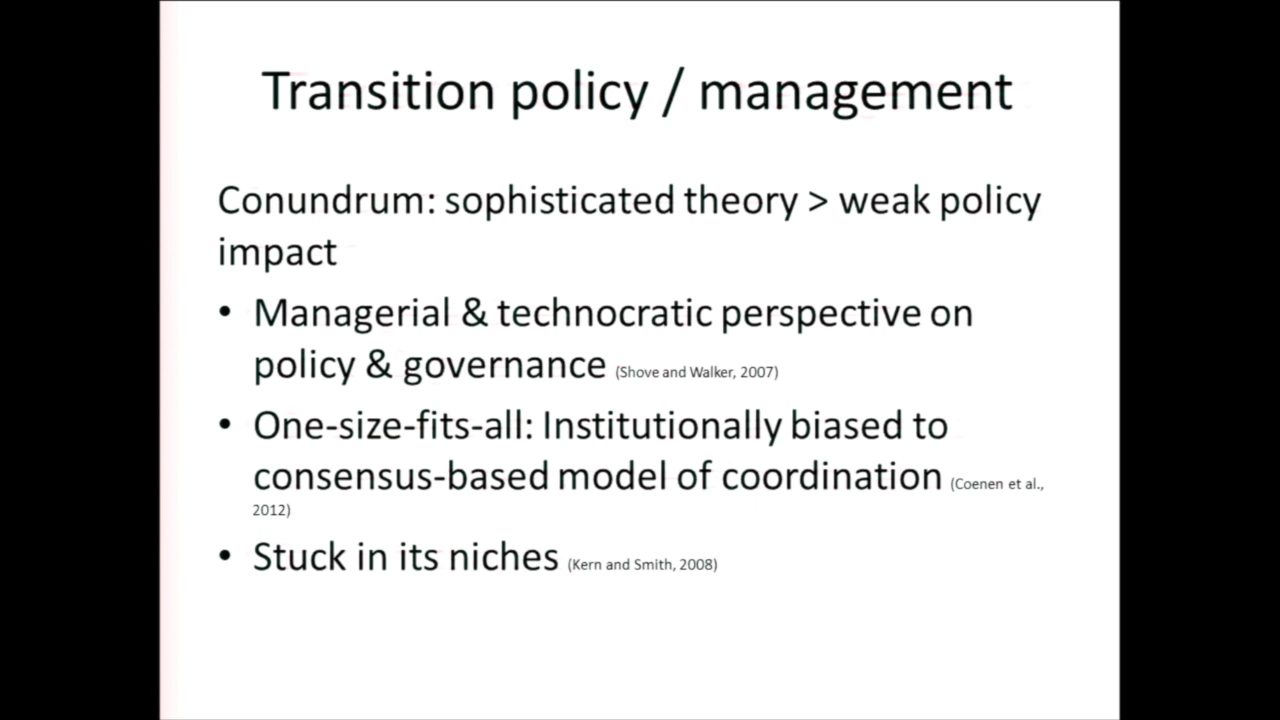 Transition policy / management
Conundrum: sophisticated theory > weak policy
impact
• Managerial & technocratic perspective on
policy & governance (Shove and Walker, 2007)
• One-size-fits-all: Institutionally biased to
consensus-based model of coordination (Coenen et al.,
2012)
• Stuck in its niches (Kern and Smith, 2008)